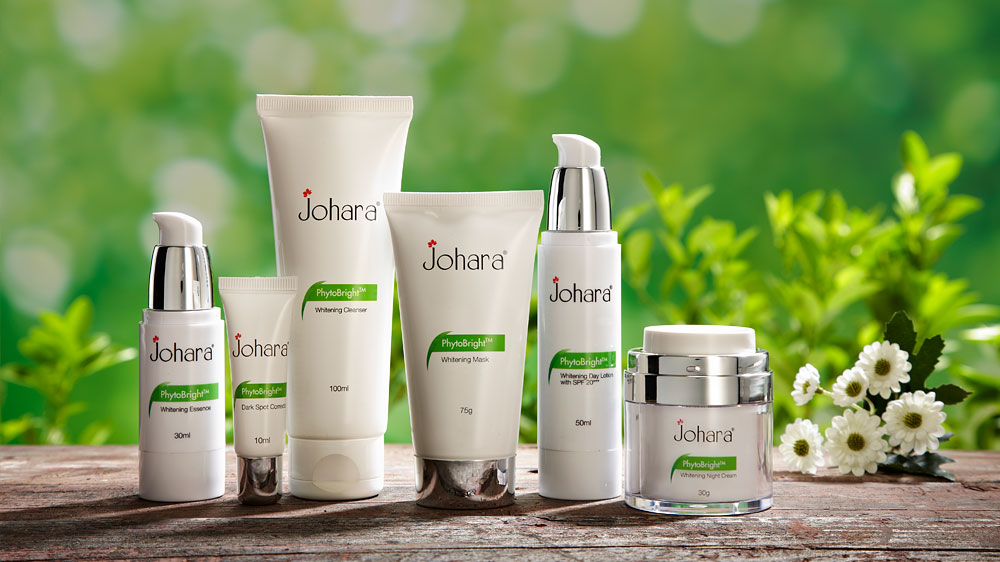 Johara®
PhytoBright™
Whitening Essence
30ml
Johara®
PhytoBright™
Dark Spot Correct
10ml
Johara®
PhytoBright™
Whitening Cleanser
100ml
Johara®
PhytoBright™
Whitening Mask
75g
Johara®
PhytoBright™
Whitening Day Lotion
with SPF 20***
50ml
Johara®
PhytoBright™
Whitening Night Cream
30g